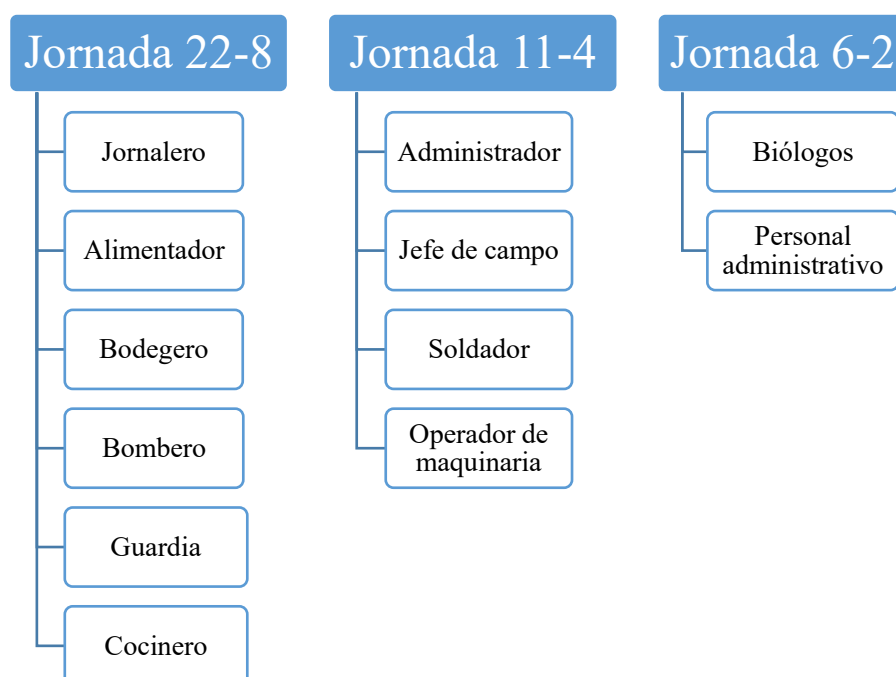 Jornada 22-8
Jornalero
Alimentador
Bodegero
Bombero
Guardia
Cocinero
Jornada 11-4
Administrador
Jefe de campo
Soldador
Operador de
maquinaria
Jornada 6-2
Biólogos
Personal
administrativo